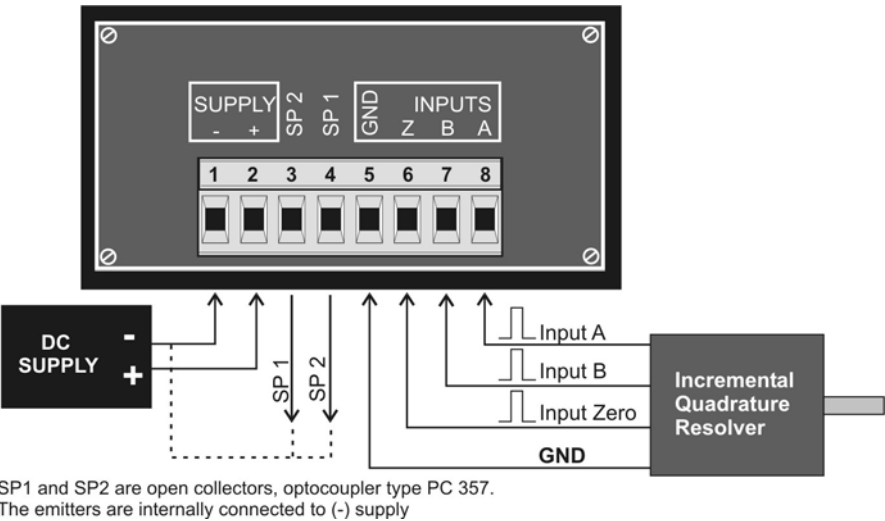 SUPPLY
- +
SP 2
SP 1
GND
INPUTS
Z B A
1 2 3 4 5 6 7 8
DC
SUPPLY
-
+
SP 1
SP 2
Input A
Input B
Input Zero
GND
Incremental
Quadrature
Resolver
SP1 and SP2 are open collectors, optocoupler type PC 357.
The emitters are internally connected to (-) supply